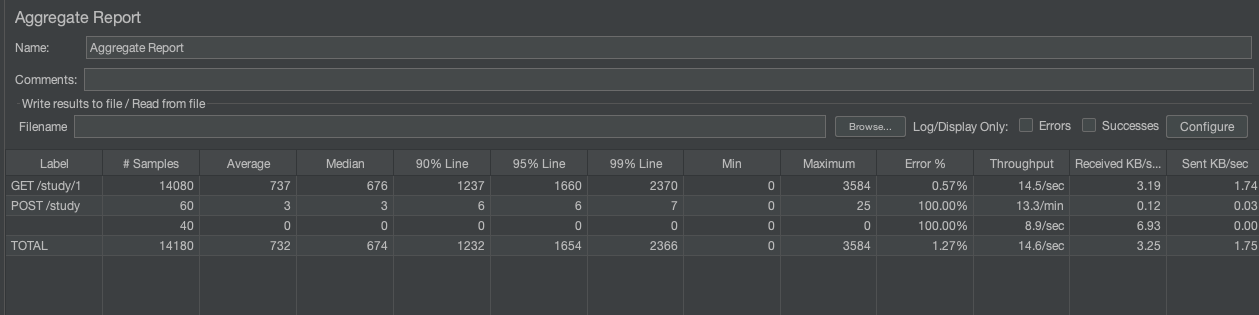 Aggregate Report
Name: Aggregate Report
Comments:
Write results to file / Read from file
Filename Browse... Log/Display Only: Errors Successes Configure
Label # Samples Average Median 90% Line 95% Line 99% Line Min Maximum Error % Throughput Received KB/s... Sent KB/sec
GET /study/1 14080 737 676 1237 1660 2370 0 3584 0.57% 14.5/sec 3.19 1.74
POST /study 60 3 3 6 6 7 0 25 100.00% 13.3/min 0.12 0.03
40 0 0 0 0 0 0 0 100.00% 8.9/sec 6.93 0.00
TOTAL 14180 732 674 1232 1654 2366 0 3584 1.27% 14.6/sec 3.25 1.75